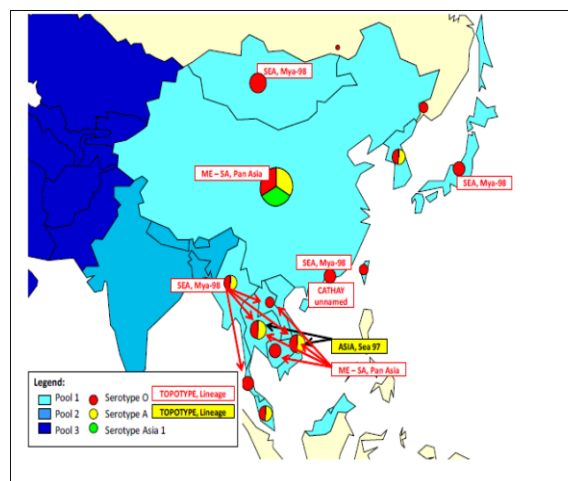 SEA, Mya-98
ME – SA, Pan Asia
SEA, Mya-98
SEA, Mya-98
SEA, Mya-98
CATHAY
unnamed
ASIA, Sea 97
ME – SA, Pan Asia
Legend:
Pool 1 Serotype O TOPOTYPE, Lineage
Pool 2 Serotype A TOPOTYPE, Lineage
Pool 3 Serotype Asia 1